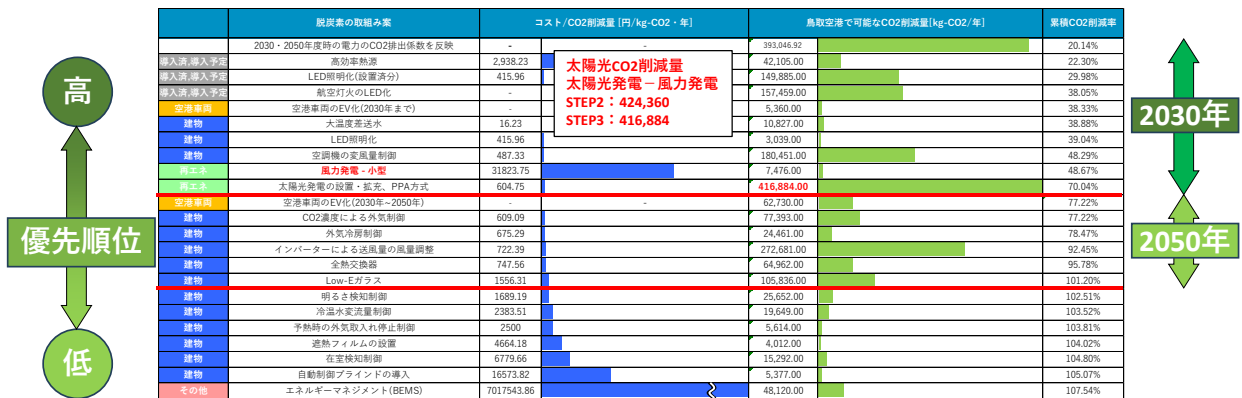 脱炭素の取組み案 コスト/CO2削減量 [円/kg-CO2・年] 鳥取空港で可能なCO2削減量[kg-CO2/年] 累積CO2削減率
2030・2050年度時の電力のCO2排出係数を反映 - - 393,046.92 20.14%
導入済,導入予定 高効率熱源 2,938.23 42,105.00 22.30%
導入済,導入予定 LED照明化(設置済分) 415.96 149,885.00 29.98%
導入済,導入予定 航空灯火のLED化 - 157,459.00 38.05%
空港車両 空港車両のEV化(2030年まで) - 5,360.00 38.33%
建物 大温度差送水 16.23 10,827.00 38.88%
建物 LED照明化 415.96 3,039.00 39.04%
建物 空調機の変風量制御 487.33 180,451.00 48.29%
再エネ 風力発電 - 小型 31823.75 7,476.00 48.67%
再エネ 太陽光発電の設置・拡充、PPA方式 604.75 416,884.00 70.04%
空港車両 空港車両のEV化(2030年~2050年) - - 62,730.00 77.22%
建物 CO2濃度による外気制御 609.09 77,393.00 77.22%
建物 外気冷房制御 675.29 24,461.00 78.47%
建物 インバーターによる送風量の風量調整 722.39 272,681.00 92.45%
建物 全熱交換器 747.56 64,962.00 95.78%
建物 Low-Eガラス 1556.31 105,836.00 101.20%
建物 明るさ検知制御 1689.19 25,652.00 102.51%
建物 冷温水変流量制御 2383.51 19,649.00 103.52%
建物 予熱時の外気取入れ停止制御 2500 5,614.00 103.81%
建物 遮熱フィルムの設置 4664.18 4,012.00 104.02%
建物 在室検知制御 6779.66 15,292.00 104.80%
建物 自動制御ブラインドの導入 16573.82 5,377.00 105.07%
その他 エネルギーマネジメント(BEMS) 7017543.86 48,120.00 107.54%
太陽光CO2削減量
太陽光発電－風力発電
STEP2：424,360
STEP3：416,884
高
優先順位
低
2030年
2050年